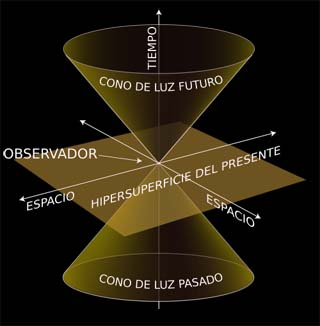 TIEMPO
CONO DE LUZ FUTURO
OBSERVADOR
HIPERSUPERFICIE DEL PRESENTE
ESPACIO
ESPACIO
CONO DE LUZ PASADO